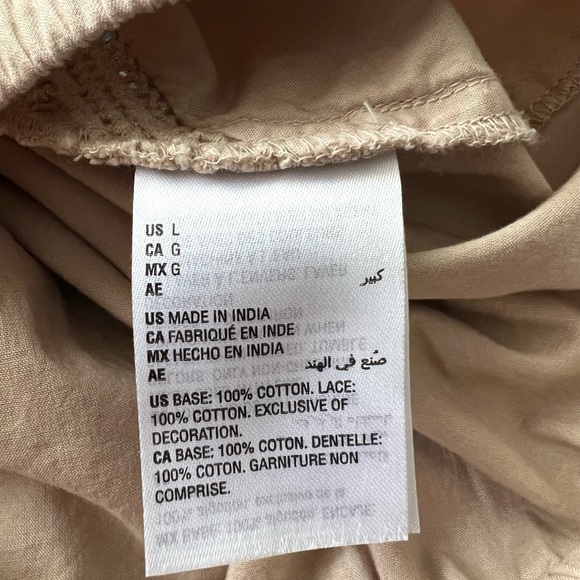 US L
CA G
MX G
AE كبير
US MADE IN INDIA
CA FABRIQUÉ EN INDE
MX HECHO EN INDIA
AE صُنع في الهند
US BASE: 100% COTTON. LACE:
100% COTTON. EXCLUSIVE OF
DECORATION.
CA BASE: 100% COTON. DENTELLE:
100% COTON. GARNITURE NON
COMPRISE.